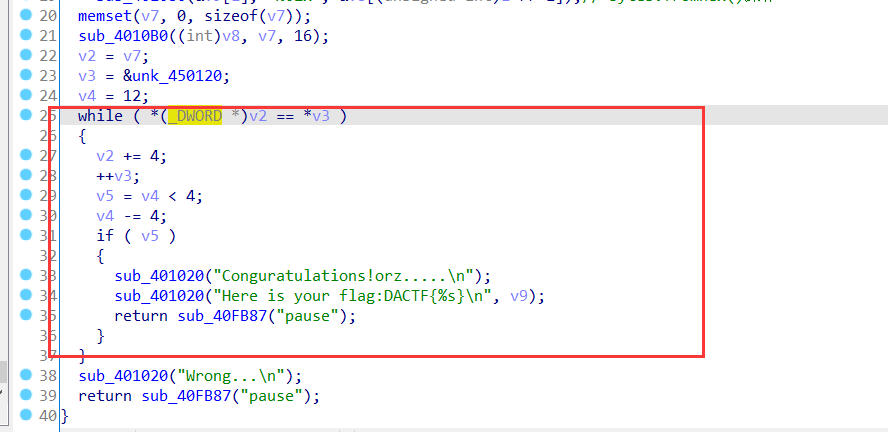 20 memset(v7, 0, sizeof(v7));
21 sub_4010B0((int)v8, v7, 16);
22 v2 = v7;
23 v3 = &unk_450120;
24 v4 = 12;
25 while ( *(_DWORD *)v2 == *v3 )
26 {
27 v2 += 4;
28 ++v3;
29 v5 = v4 < 4;
30 v4 -= 4;
31 if ( v5 )
32 {
33 sub_401020("Conguratulations!orz.....\n");
34 sub_401020("Here is your flag:DACTF{%s}\n", v9);
35 return sub_40FB87("pause");
36 }
37 }
38 sub_401020("Wrong...\n");
39 return sub_40FB87("pause");
40 }